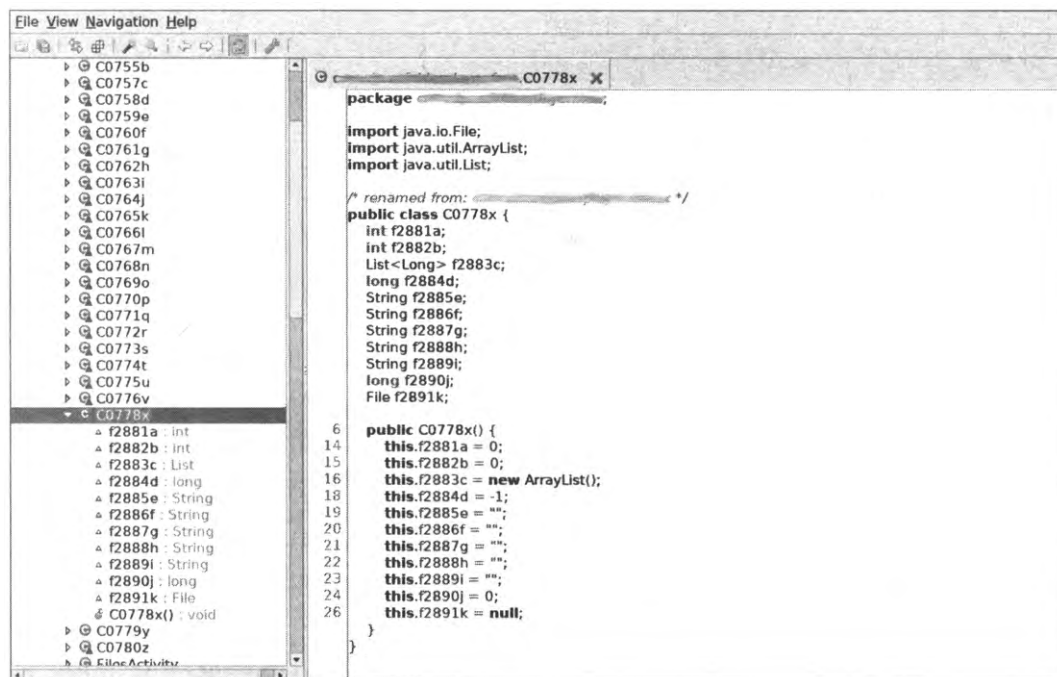 File View Navigation Help
C0755b
C0757c
C0758d
C0759e
C0760f
C0761g
C0762h
C0763i
C0764j
C0765k
C0766l
C0767m
C0768n
C0769o
C0770p
C0771q
C0772r
C0773s
C0774t
C0775u
C0776v
C0778x
f2881a : int
f2882b : int
f2883c : List
f2884d : long
f2885e : String
f2886f : String
f2887g : String
f2888h : String
f2889i : String
f2890j : long
f2891k : File
C0778x() : void
C0779y
C0780z
FilesActivity
.C0778x
package ;
import java.io.File;
import java.util.ArrayList;
import java.util.List;
/* renamed from: */
public class C0778x {
int f2881a;
int f2882b;
List<Long> f2883c;
long f2884d;
String f2885e;
String f2886f;
String f2887g;
String f2888h;
String f2889i;
long f2890j;
File f2891k;
6 public C0778x() {
14 this.f2881a = 0;
15 this.f2882b = 0;
16 this.f2883c = new ArrayList();
18 this.f2884d = -1;
19 this.f2885e = "";
20 this.f2886f = "";
21 this.f2887g = "";
22 this.f2888h = "";
23 this.f2889i = "";
24 this.f2890j = 0;
26 this.f2891k = null;
}
}